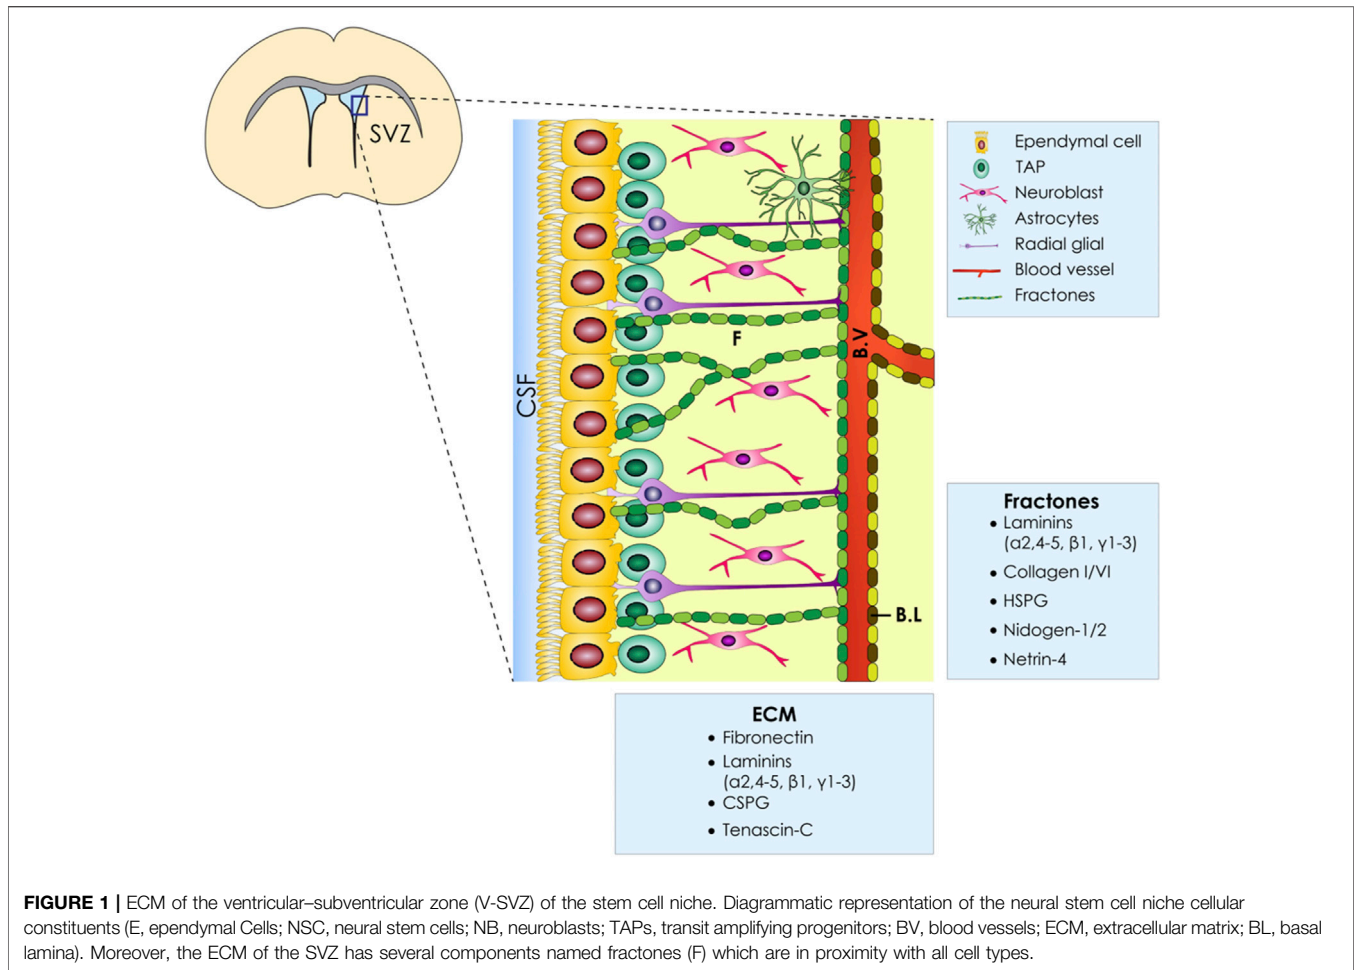 SVZ
CSF
F
B.V
B.L
Ependymal cell
TAP
Neuroblast
Astrocytes
Radial glial
Blood vessel
Fractones
Fractones
• Laminins
(α2,4-5, β1, γ1-3)
• Collagen I/VI
• HSPG
• Nidogen-1/2
• Netrin-4
ECM
• Fibronectin
• Laminins
(α2,4-5, β1, γ1-3)
• CSPG
• Tenascin-C
FIGURE 1 | ECM of the ventricular–subventricular zone (V-SVZ) of the stem cell niche. Diagrammatic representation of the neural stem cell niche cellular
constituents (E, ependymal Cells; NSC, neural stem cells; NB, neuroblasts; TAPs, transit amplifying progenitors; BV, blood vessels; ECM, extracellular matrix; BL, basal
lamina). Moreover, the ECM of the SVZ has several components named fractones (F) which are in proximity with all cell types.